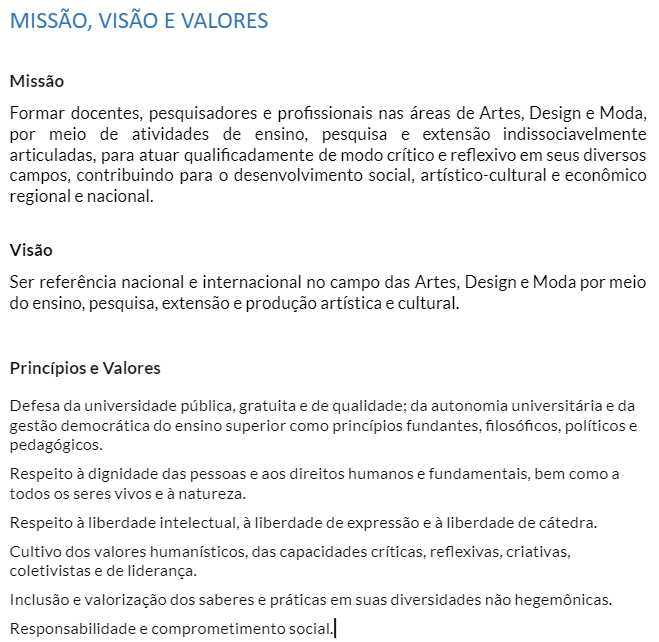 MISSÃO, VISÃO E VALORES
Missão
Formar docentes, pesquisadores e profissionais nas áreas de Artes, Design e Moda,
por meio de atividades de ensino, pesquisa e extensão indissociavelmente
articuladas, para atuar qualificadamente de modo crítico e reflexivo em seus diversos
campos, contribuindo para o desenvolvimento social, artístico-cultural e econômico
regional e nacional.
Visão
Ser referência nacional e internacional no campo das Artes, Design e Moda por meio
do ensino, pesquisa, extensão e produção artística e cultural.
Princípios e Valores
Defesa da universidade pública, gratuita e de qualidade; da autonomia universitária e da
gestão democrática do ensino superior como princípios fundantes, filosóficos, políticos e
pedagógicos.
Respeito à dignidade das pessoas e aos direitos humanos e fundamentais, bem como a
todos os seres vivos e à natureza.
Respeito à liberdade intelectual, à liberdade de expressão e à liberdade de cátedra.
Cultivo dos valores humanísticos, das capacidades críticas, reflexivas, criativas,
coletivistas e de liderança.
Inclusão e valorização dos saberes e práticas em suas diversidades não hegemônicas.
Responsabilidade e comprometimento social.